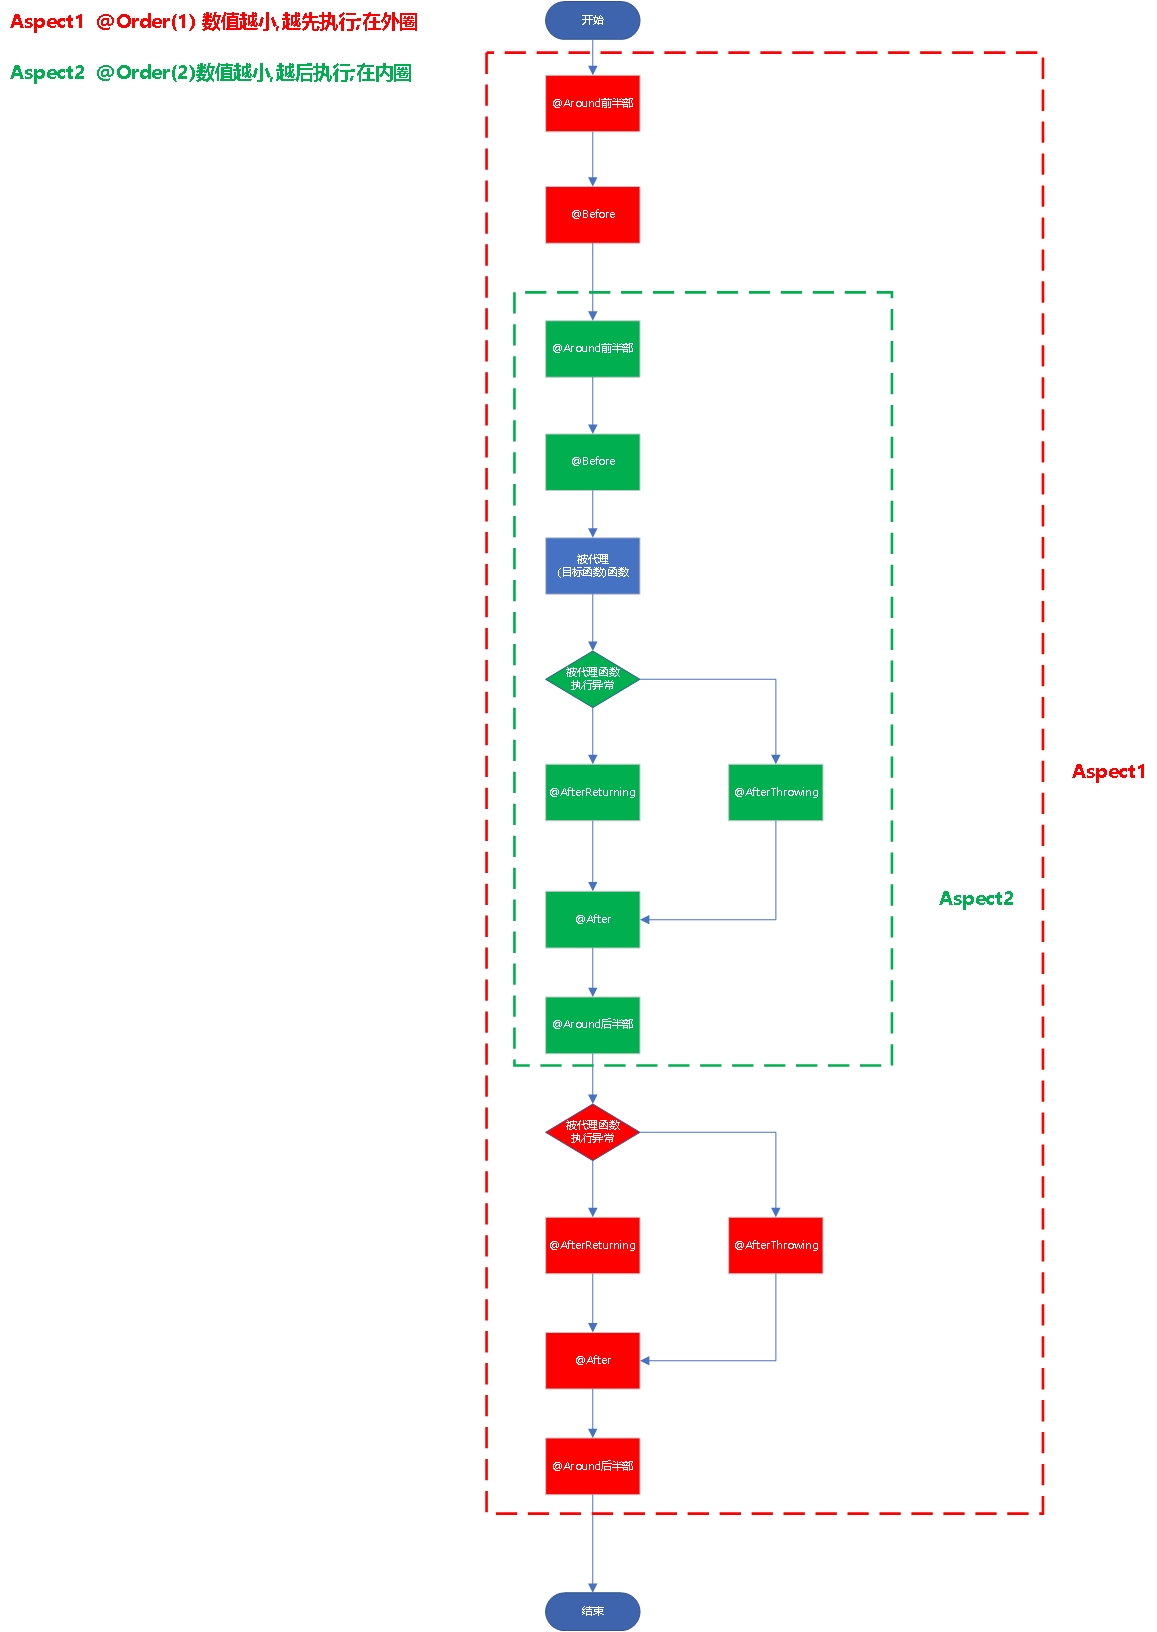 Aspect1 @Order(1) 数值越小,越先执行;在外圈
Aspect2 @Order(2)数值越小,越后执行;在内圈
开始
@Around前半部
@Before
@Around前半部
@Before
被代理
(目标函数)函数
被代理函数
执行异常
@AfterReturning
@AfterThrowing
Aspect1
@After
Aspect2
@Around后半部
被代理函数
执行异常
@AfterReturning
@AfterThrowing
@After
@Around后半部
结束